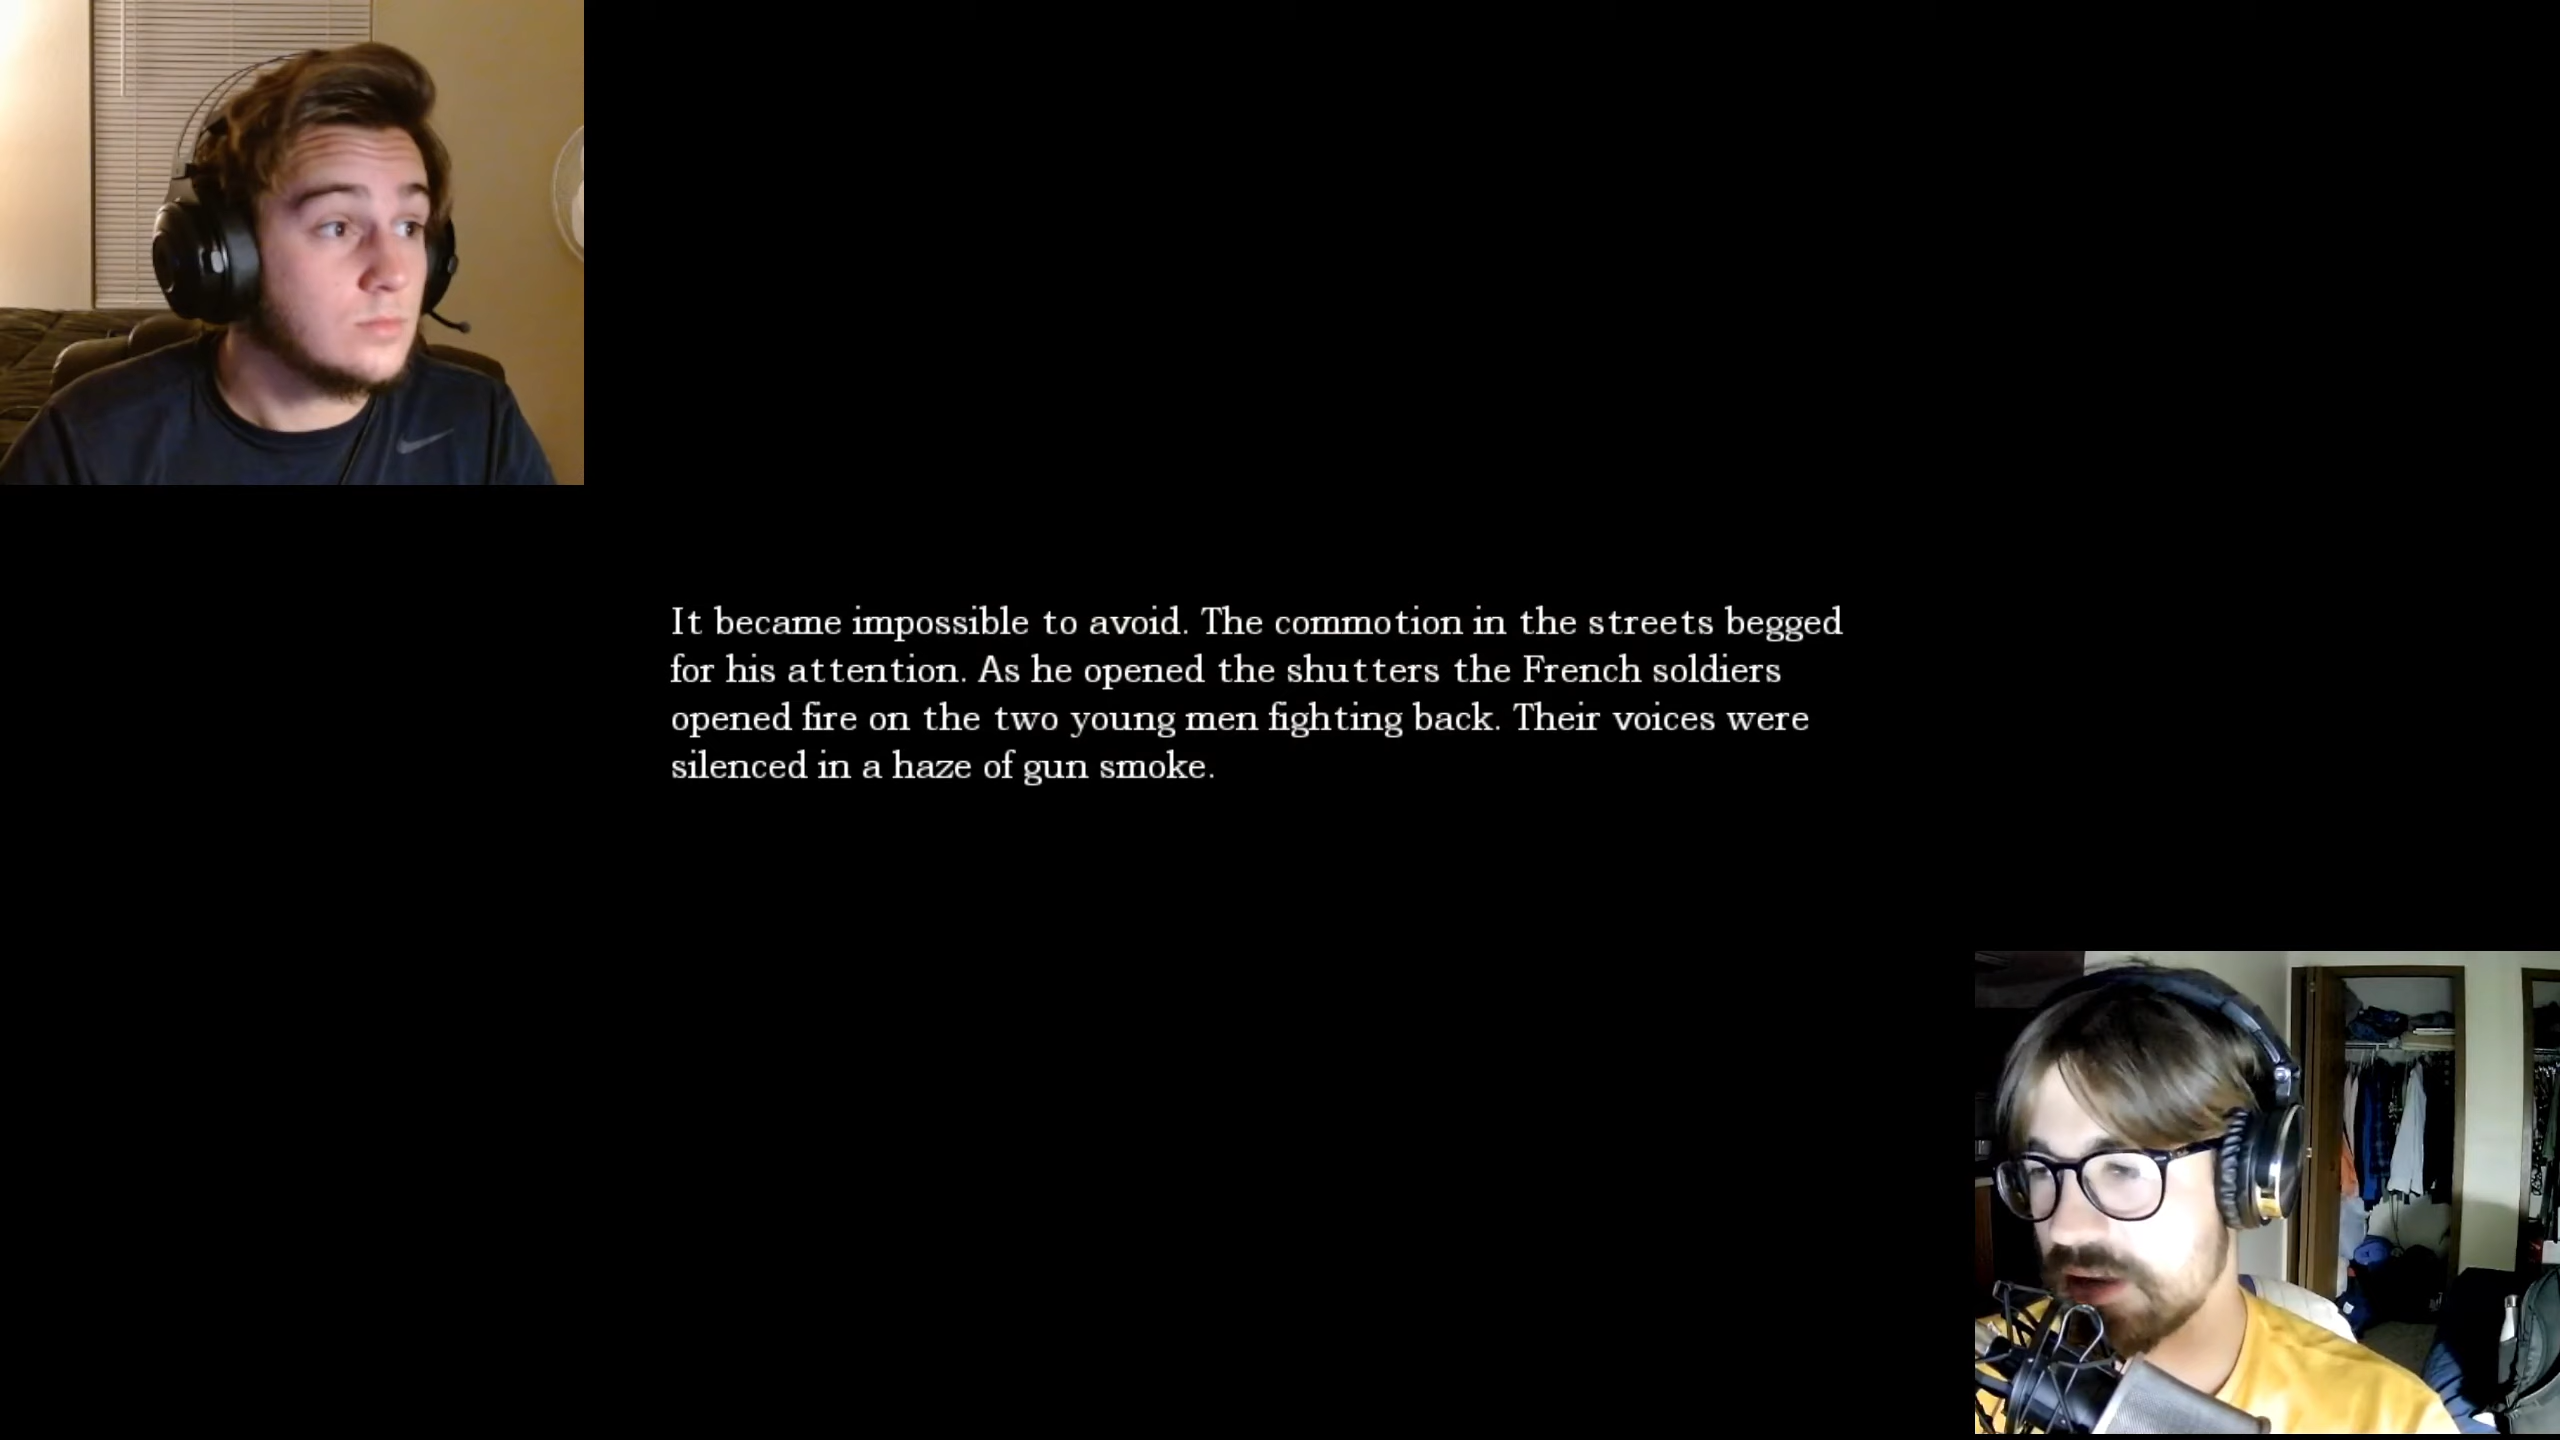 It became impossible to avoid. The commotion in the streets begged
for his attention. As he opened the shutters the French soldiers
opened fire on the two young men fighting back. Their voices were
silenced in a haze of gun smoke.